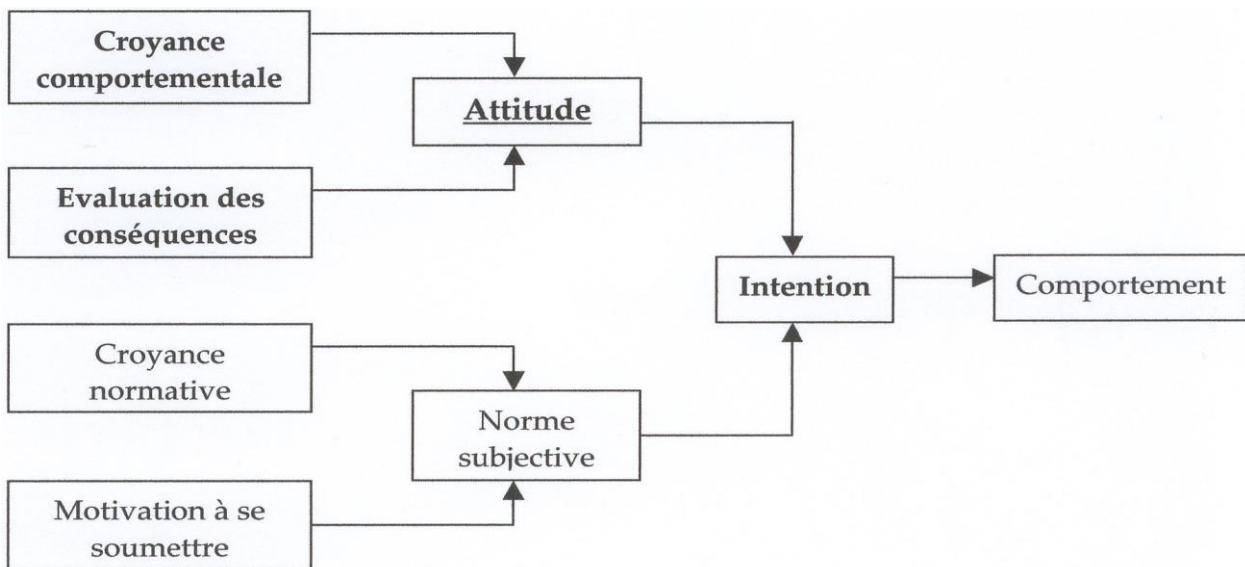 Croyance
comportementale
Attitude
Evaluation des
conséquences
Intention
Comportement
Croyance
normative
Norme
subjective
Motivation à se
soumettre